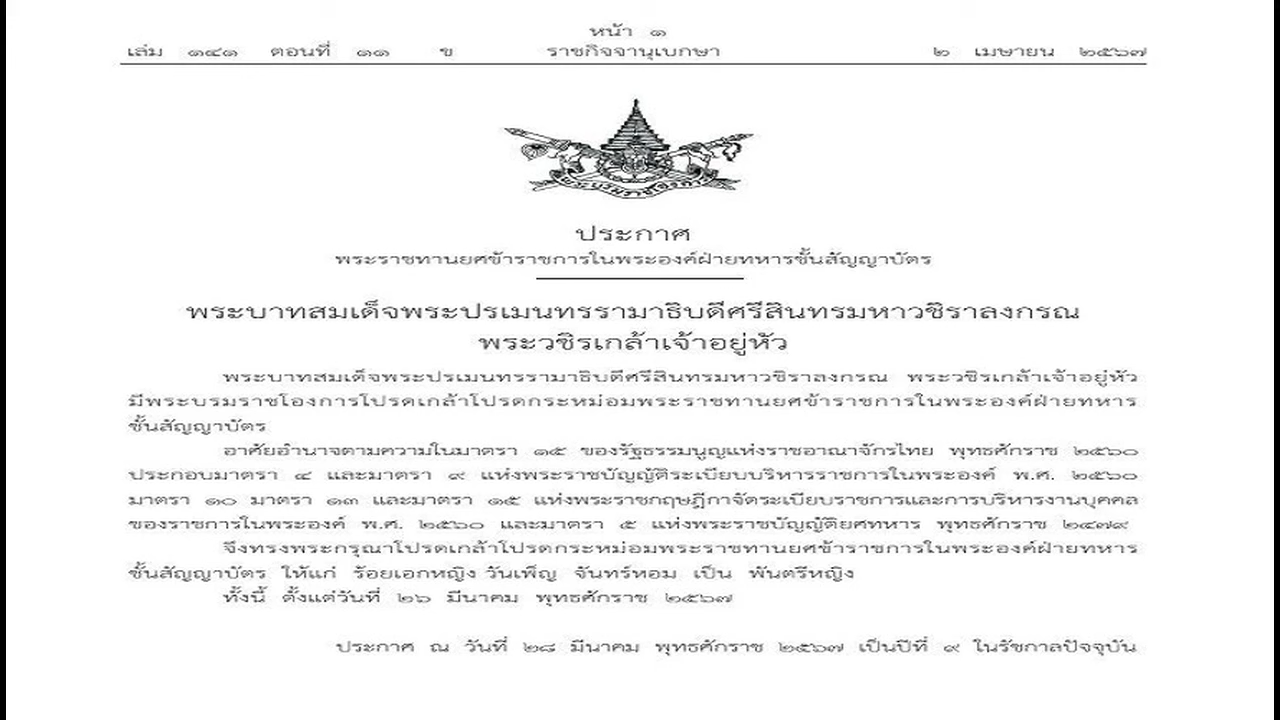 หน้า ๑
เล่ม ๑๔๑ ตอนที่ ๑๑ ข ราชกิจจานุเบกษา ๒ เมษายน ๒๕๖๗
พระบรมราชโองการ
ประกาศ
พระราชทานยศข้าราชการในพระองค์ฝ่ายทหารชั้นสัญญาบัตร
พระบาทสมเด็จพระปรเมนทรรามาธิบดีศรีสินทรมหาวชิราลงกรณ
พระวชิรเกล้าเจ้าอยู่หัว
พระบาทสมเด็จพระปรเมนทรรามาธิบดีศรีสินทรมหาวชิราลงกรณ พระวชิรเกล้าเจ้าอยู่หัว
มีพระบรมราชโองการโปรดเกล้าโปรดกระหม่อมพระราชทานยศข้าราชการในพระองค์ฝ่ายทหาร
ชั้นสัญญาบัตร
อาศัยอำนาจตามความในมาตรา ๑๕ ของรัฐธรรมนูญแห่งราชอาณาจักรไทย พุทธศักราช ๒๕๖๐
ประกอบมาตรา ๔ และมาตรา ๙ แห่งพระราชบัญญัติระเบียบบริหารราชการในพระองค์ พ.ศ. ๒๕๖๐
มาตรา ๑๐ มาตรา ๑๓ และมาตรา ๑๕ แห่งพระราชกฤษฎีกาจัดระเบียบราชการและการบริหารงานบุคคล
ของราชการในพระองค์ พ.ศ. ๒๕๖๐ และมาตรา ๕ แห่งพระราชบัญญัติยศทหาร พุทธศักราช ๒๔๗๙
จึงทรงพระกรุณาโปรดเกล้าโปรดกระหม่อมพระราชทานยศข้าราชการในพระองค์ฝ่ายทหาร
ชั้นสัญญาบัตร ให้แก่ ร้อยเอกหญิง วันเพ็ญ จันทร์หอม เป็น พันตรีหญิง
ทั้งนี้ ตั้งแต่วันที่ ๒๖ มีนาคม พุทธศักราช ๒๕๖๗
ประกาศ ณ วันที่ ๒๘ มีนาคม พุทธศักราช ๒๕๖๗ เป็นปีที่ ๙ ในรัชกาลปัจจุบัน